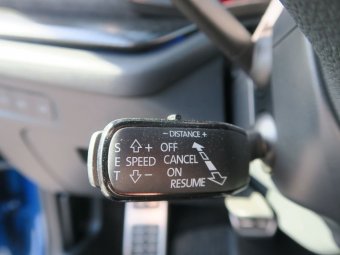 – DISTANCE +
S + OFF
E SPEED CANCEL
T – ON
RESUME